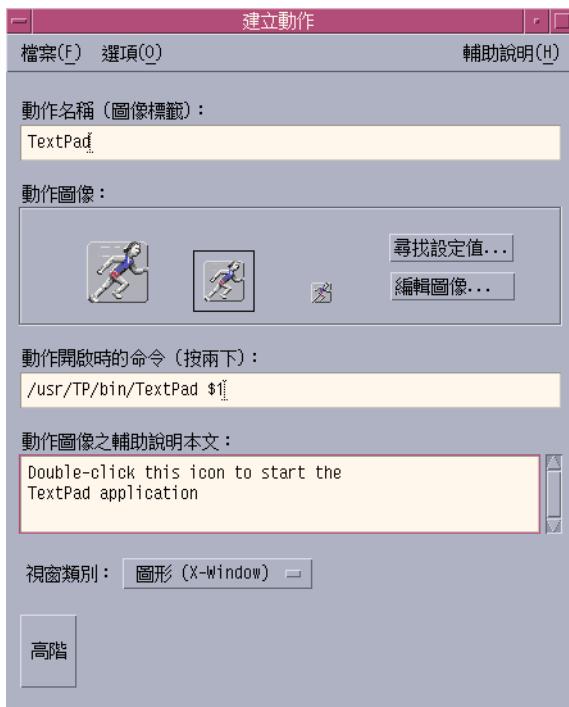 建立動作
檔案(F) 選項(O) 輔助說明(H)
動作名稱（圖像標籤）：
TextPad
動作圖像：
尋找設定值...
編輯圖像...
動作開啟時的命令（按兩下）：
/usr/TP/bin/TextPad $1
動作圖像之輔助說明本文：
Double-click this icon to start the
TextPad application
視窗類別： 圖形 (X-Window)
高階